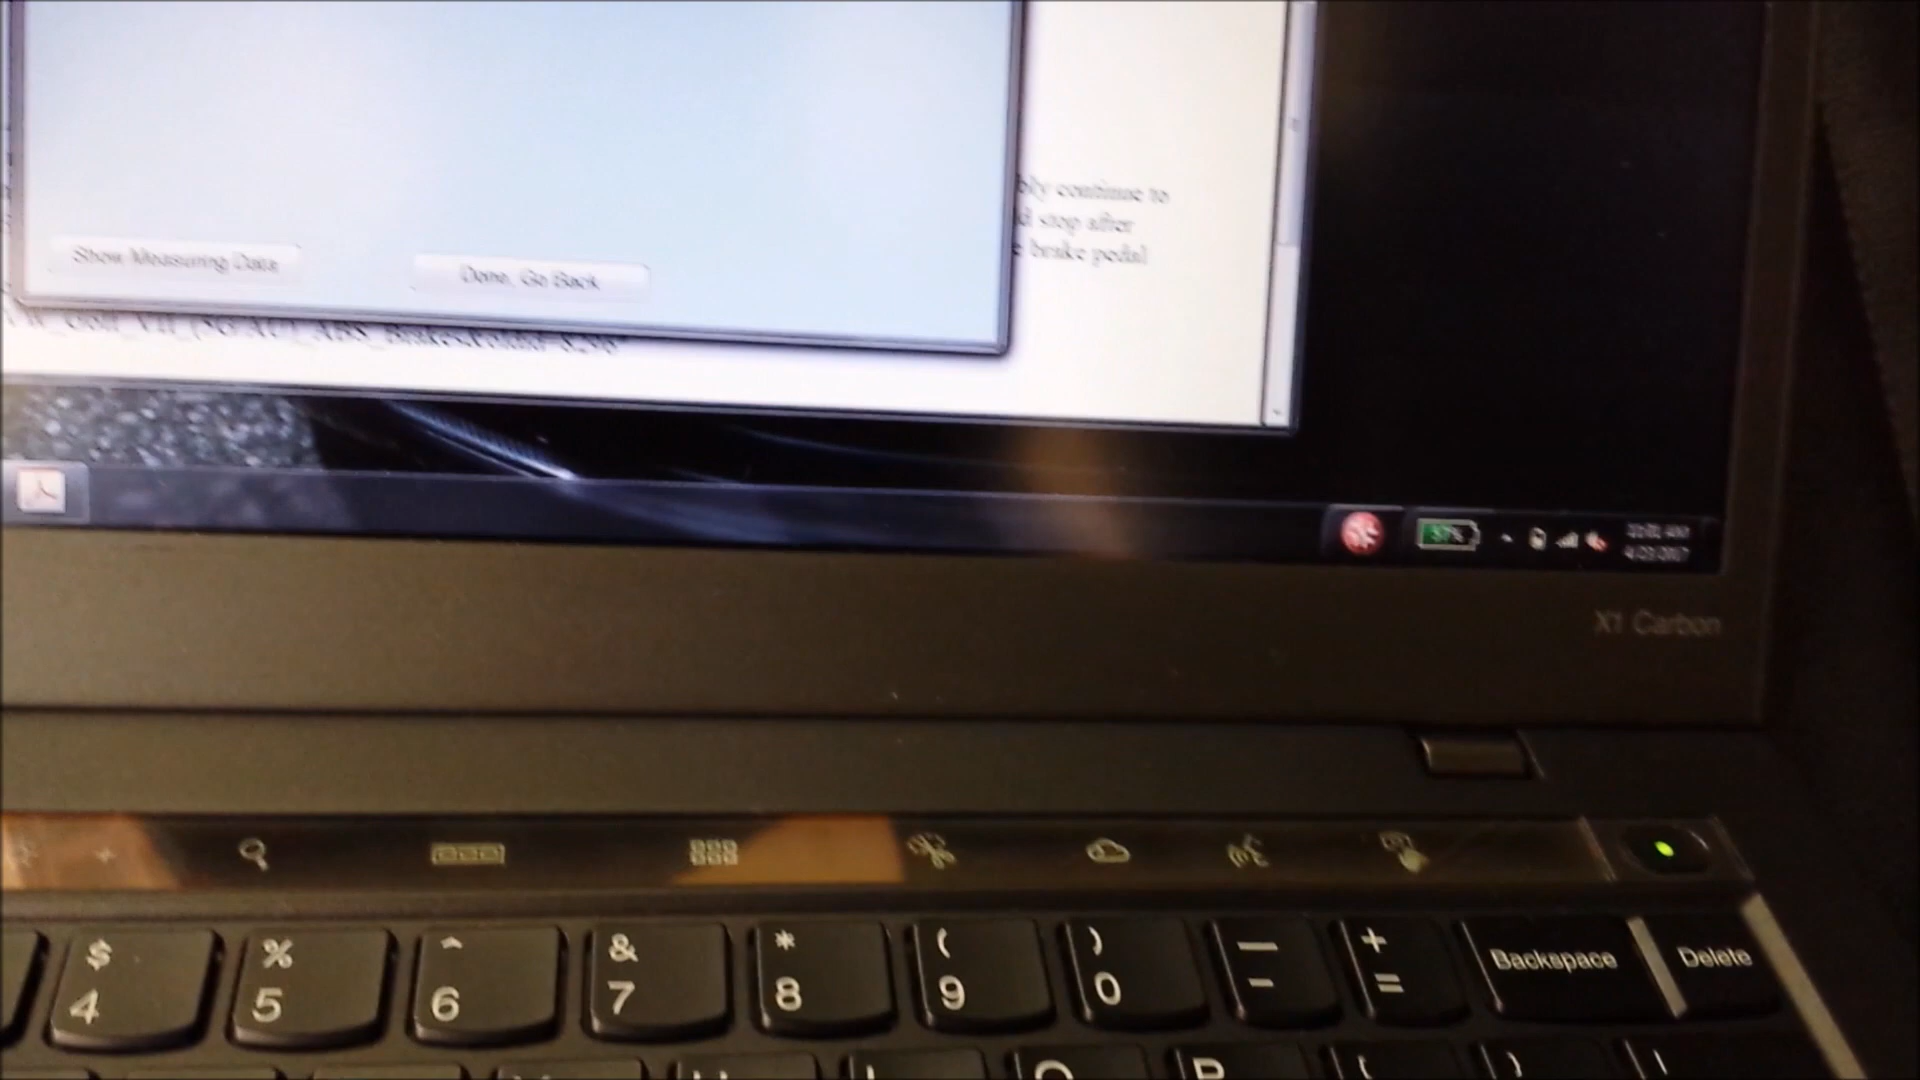 bly continue to
d stop after
e brake pedal
Show Measuring Data
Done, Go Back
57%
X1 Carbon
$ % ^ & * ( ) — +
4 5 6 7 8 9 0 - = Backspace Delete
O P